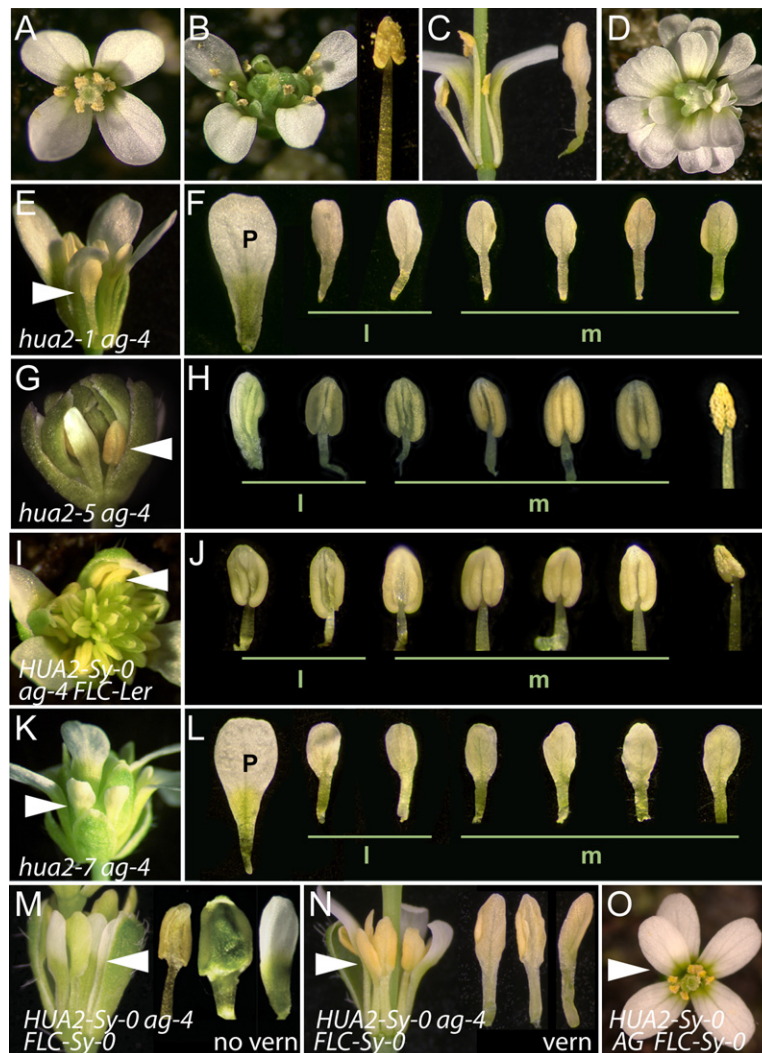 A
B
C
D
E
hua2-1 ag-4
F
P
l
m
G
hua2-5 ag-4
H
l
m
I
HUA2-Sy-0
ag-4 FLC-Ler
J
l
m
K
hua2-7 ag-4
L
P
l
m
M
HUA2-Sy-0 ag-4
FLC-Sy-0
no vern
N
HUA2-Sy-0 ag-4
FLC-Sy-0
vern
O
HUA2-Sy-0
AG FLC-Sy-0